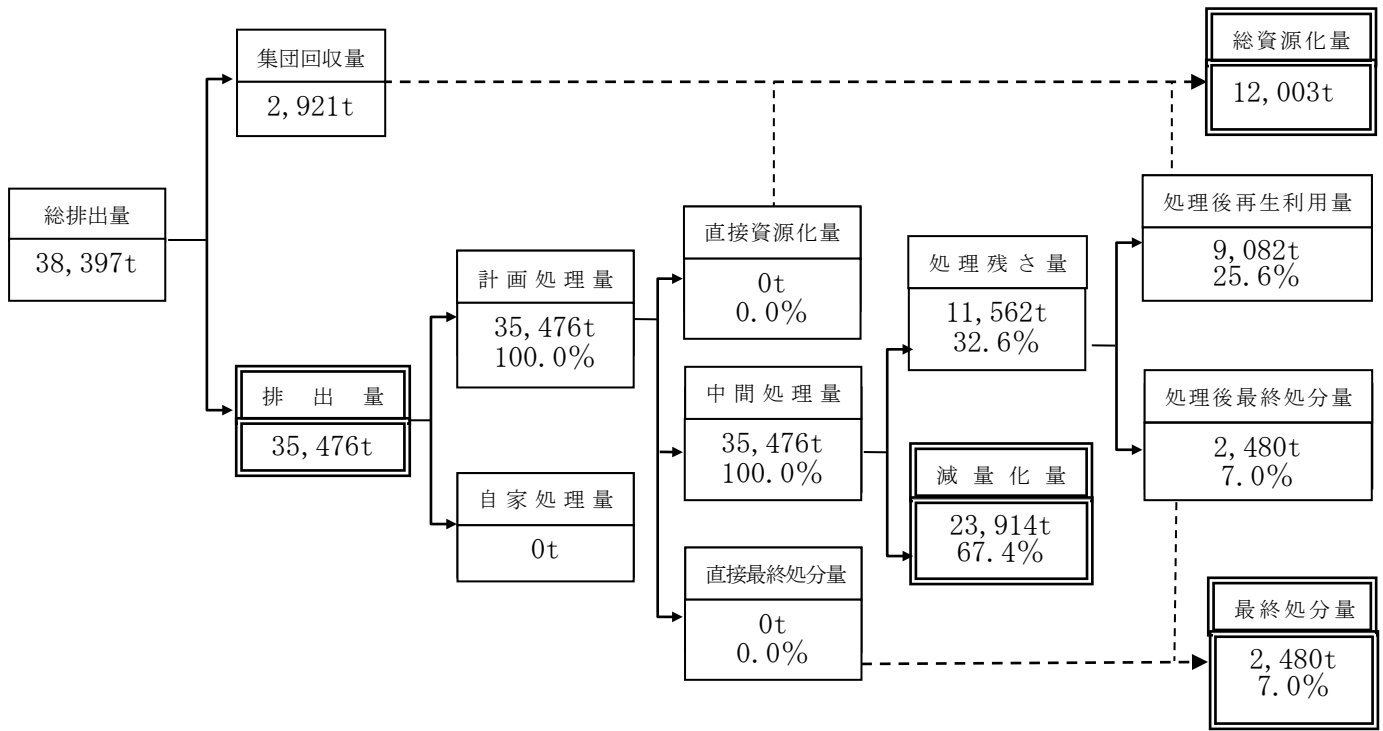 集団回収量
2,921t
総資源化量
12,003t
総排出量
38,397t
排出量
35,476t
計画処理量
35,476t
100.0%
自家処理量
0t
直接資源化量
0t
0.0%
中間処理量
35,476t
100.0%
直接最終処分量
0t
0.0%
処理残さ量
11,562t
32.6%
減量化量
23,914t
67.4%
処理後再生利用量
9,082t
25.6%
処理後最終処分量
2,480t
7.0%
最終処分量
2,480t
7.0%